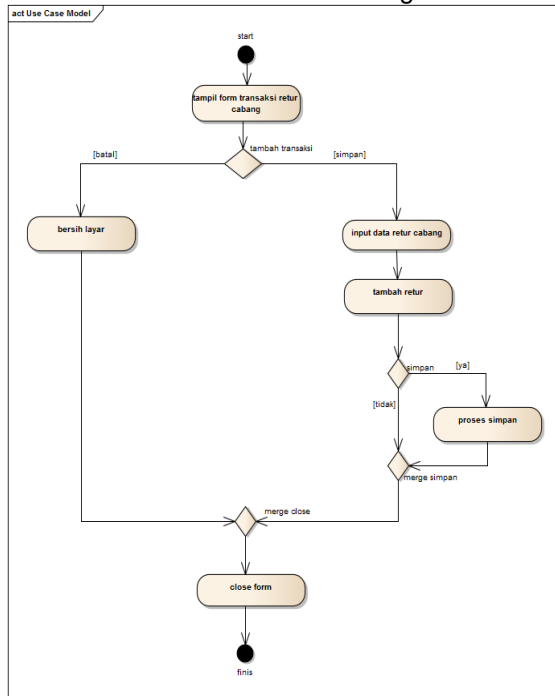 act Use Case Model
start
tampil form transaksi retur
cabang
tambah transaksi
[batal]
[simpan]
bersih layar
input data retur cabang
tambah retur
simpan
[ya]
[tidak]
proses simpan
merge simpan
merge close
close form
finis